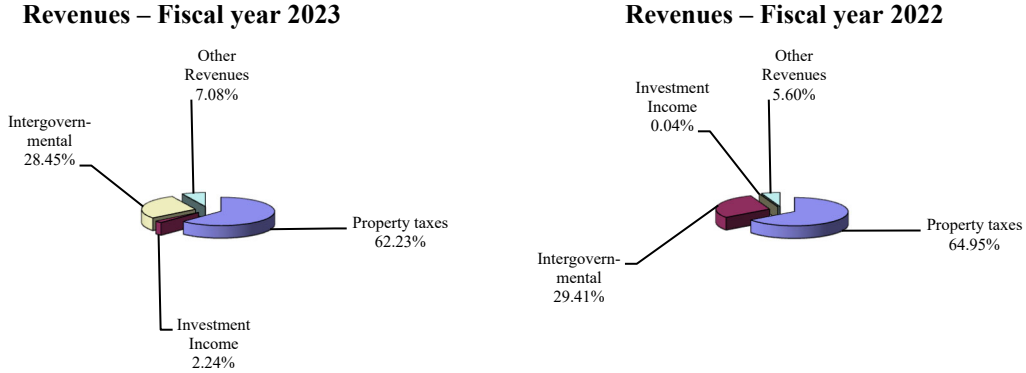 Revenues – Fiscal year 2023
Other
Revenues
7.08%
Intergovern-
mental
28.45%
Property taxes
62.23%
Investment
Income
2.24%
Revenues – Fiscal year 2022
Other
Revenues
5.60%
Investment
Income
0.04%
Property taxes
64.95%
Intergovern-
mental
29.41%